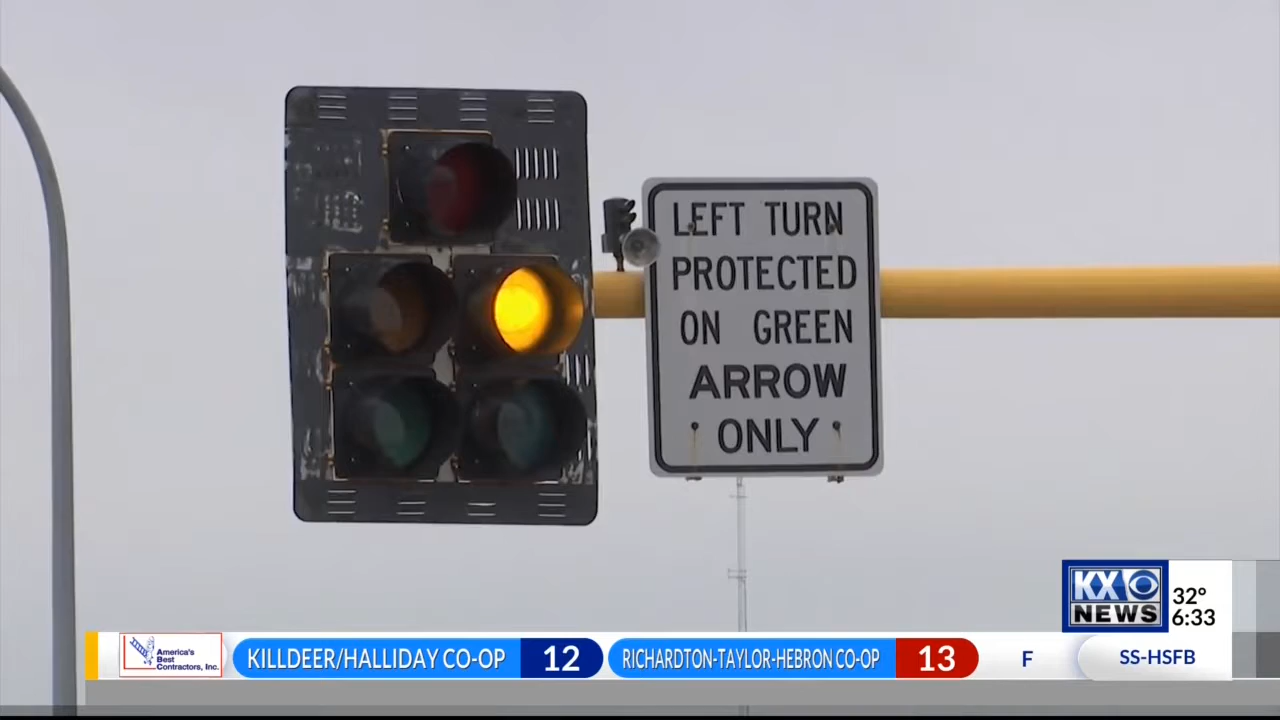 LEFT TURN
PROTECTED
ON GREEN
ARROW
ONLY
KX
NEWS
32°
6:33
America's
Best
Contractors, Inc.
KILLDEER/HALLIDAY CO-OP 12 RICHARDTON-TAYLOR-HEBRON CO-OP 13 F SS-HSFB